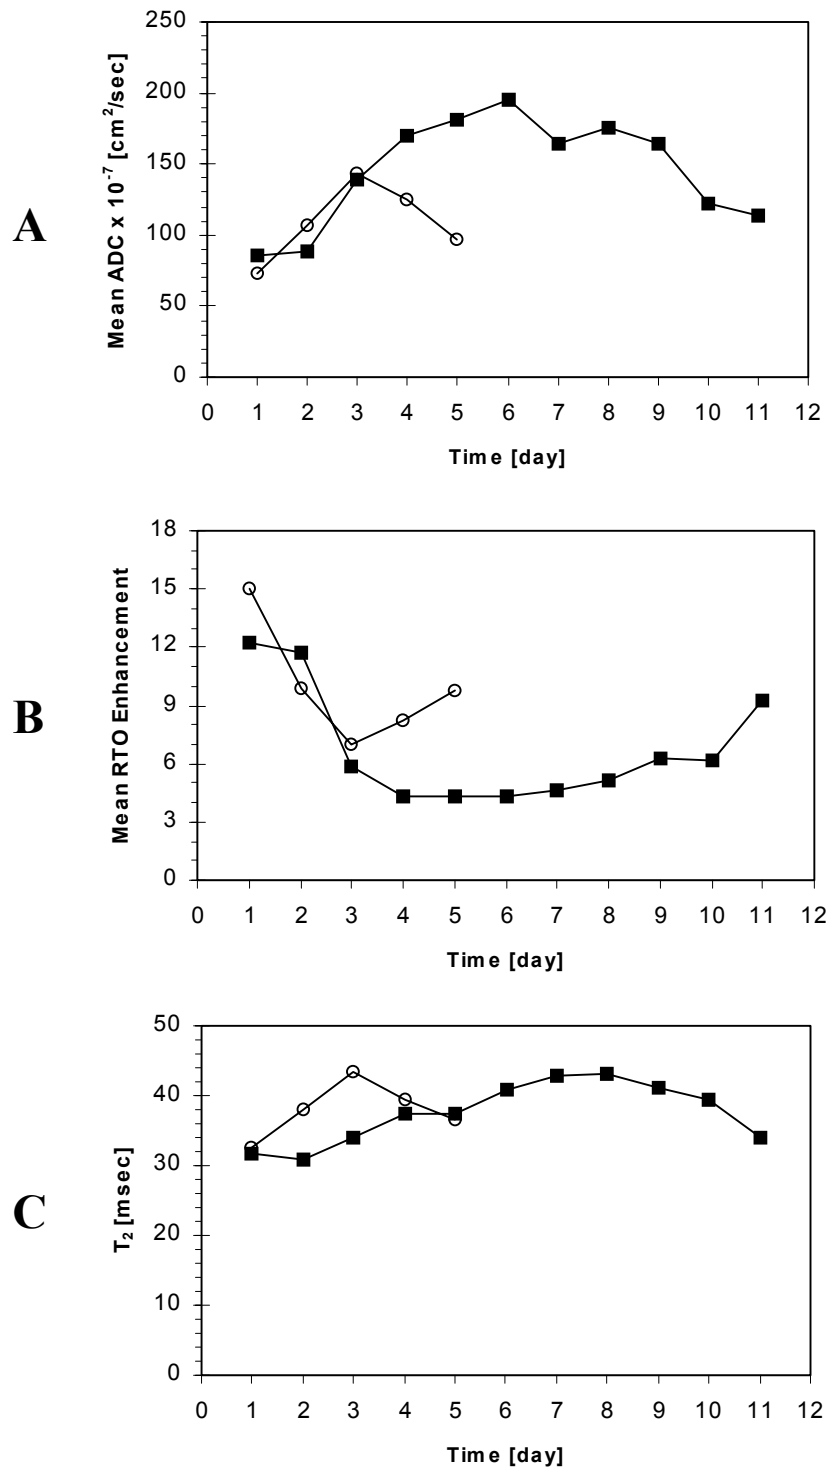 A
Mean ADC x 10⁻⁷ [cm²/sec]
250
200
150
100
50
0
0 1 2 3 4 5 6 7 8 9 10 11 12
Time [day]
B
Mean RTO Enhancement
18
15
12
9
6
3
0
0 1 2 3 4 5 6 7 8 9 10 11 12
Time [day]
C
T₂ [msec]
50
40
30
20
10
0
0 1 2 3 4 5 6 7 8 9 10 11 12
Time [day]